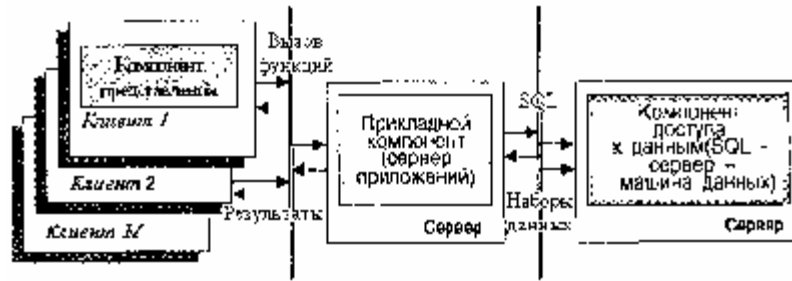 Компонент
представления
Клиент 1
Клиент 2
Клиент N
Вызов
функций
Результаты
Прикладной
компонент
(сервер
приложений)
Сервер
SQL
Наборы
данных
Компонент
доступа
к данным(SQL -
сервер -
машина данных)
Сервер